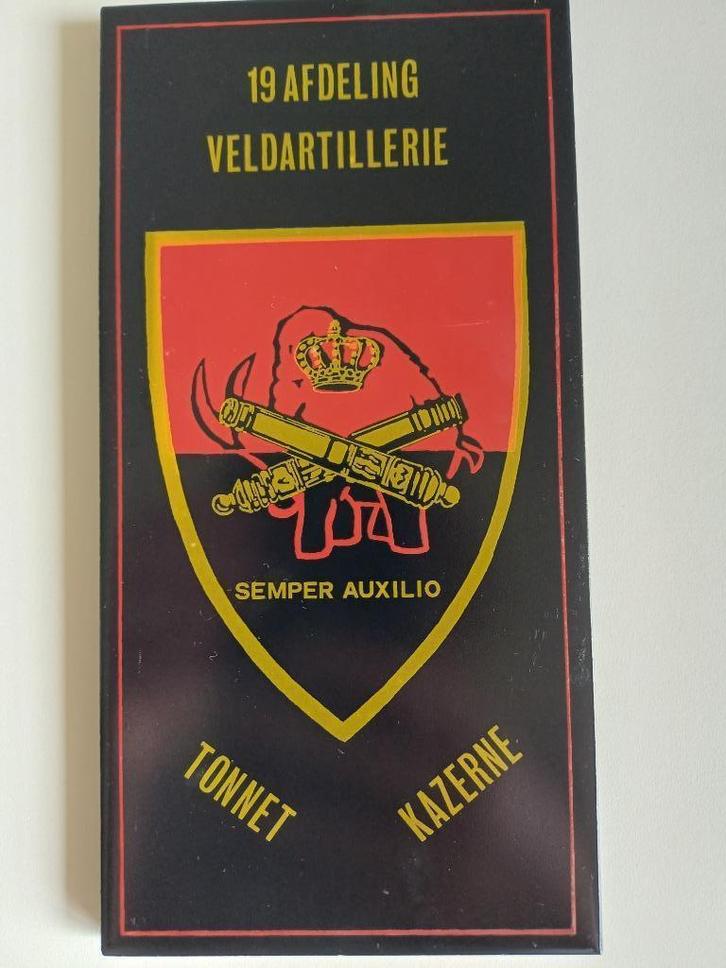 19 AFDELING
VELDARTILLERIE
SEMPER AUXILIO
TONNET
KAZERNE